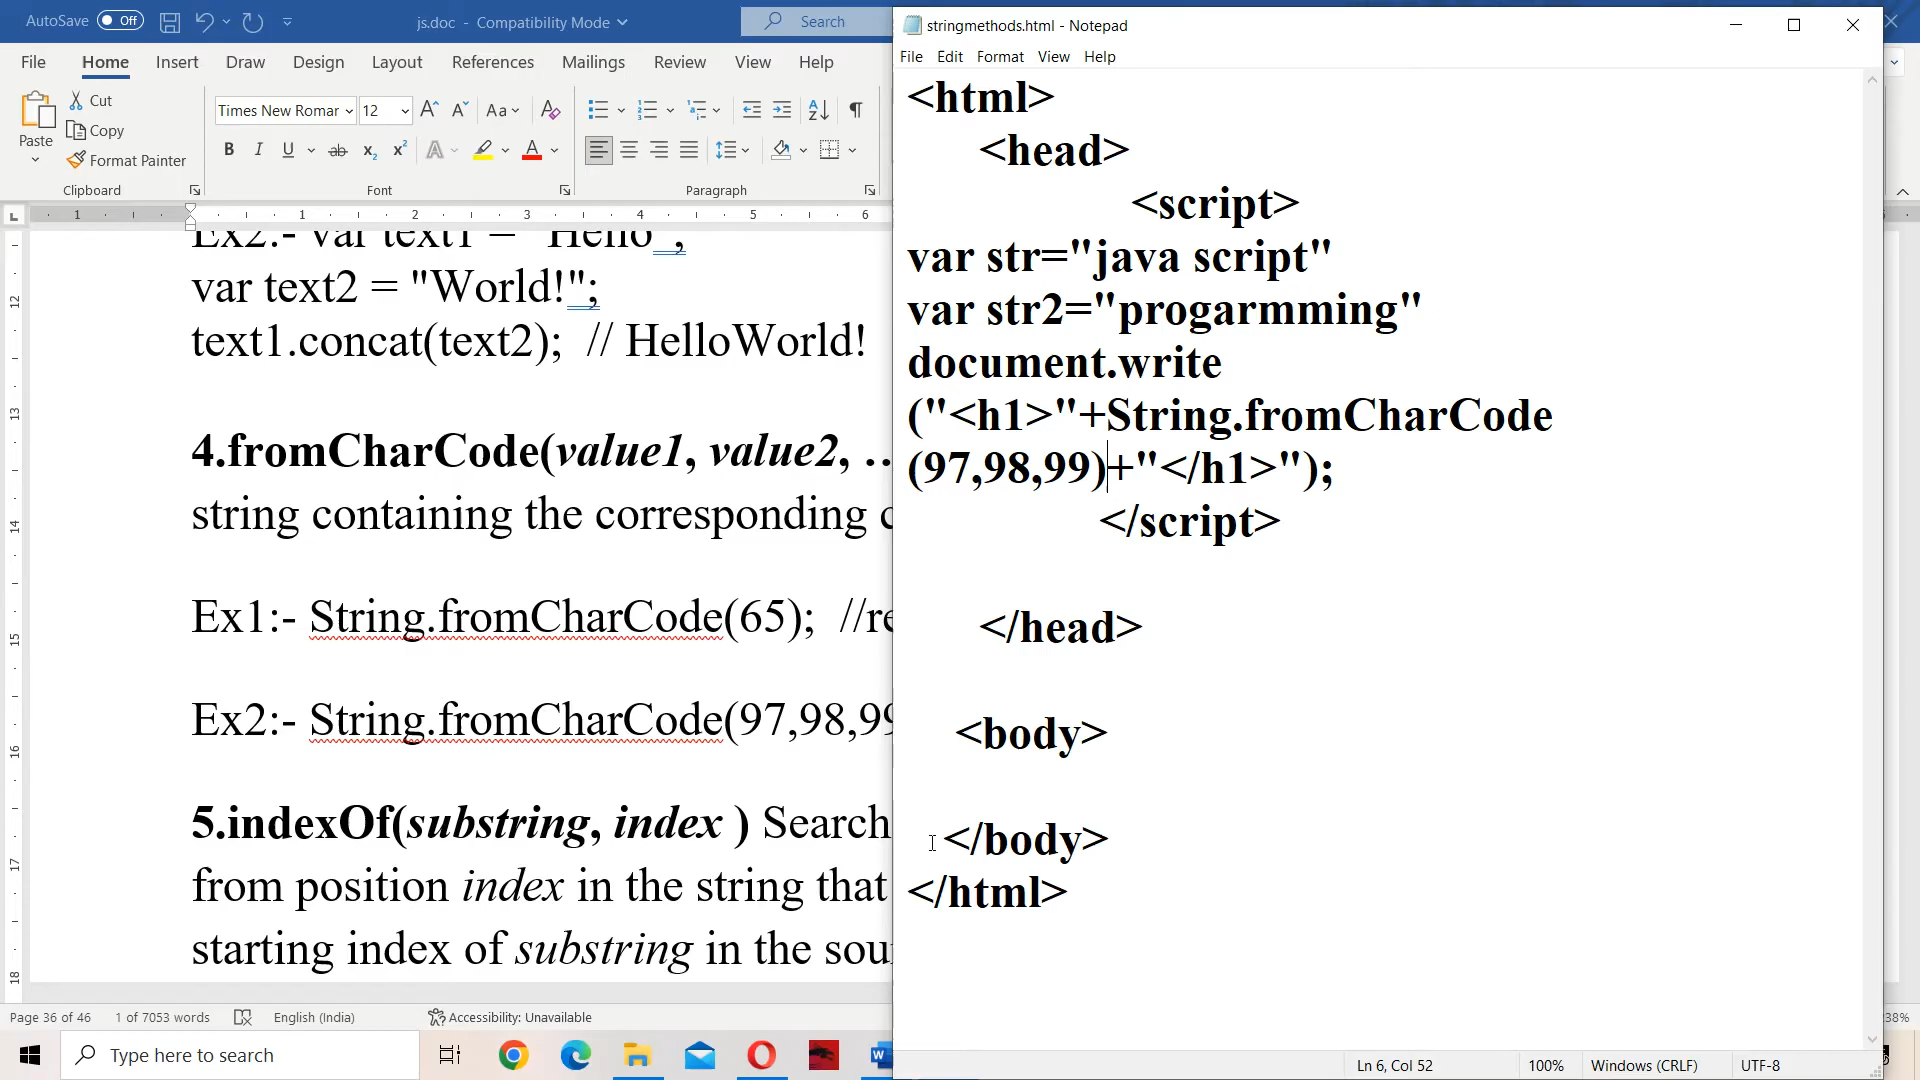 AutoSave Off js.doc - Compatibility Mode Search
File Home Insert Draw Design Layout References Mailings Review View Help
Paste Cut Copy Format Painter
Times New Romar 12
Clipboard Font Paragraph
Ex2:- var text1 = "Hello";
var text2 = "World!";
text1.concat(text2); // HelloWorld!
4.fromCharCode(value1, value2, …
string containing the corresponding c
Ex1:- String.fromCharCode(65); //re
Ex2:- String.fromCharCode(97,98,99
5.indexOf(substring, index ) Search
from position index in the string that
starting index of substring in the sou
Page 36 of 46 1 of 7053 words English (India) Accessibility: Unavailable
Type here to search
stringmethods.html - Notepad
File Edit Format View Help
<html>
<head>
<script>
var str="java script"
var str2="progarmming"
document.write
("<h1>"+String.fromCharCode
(97,98,99)+"</h1>");
</script>
</head>
<body>
</body>
</html>
Ln 6, Col 52 100% Windows (CRLF) UTF-8
38%